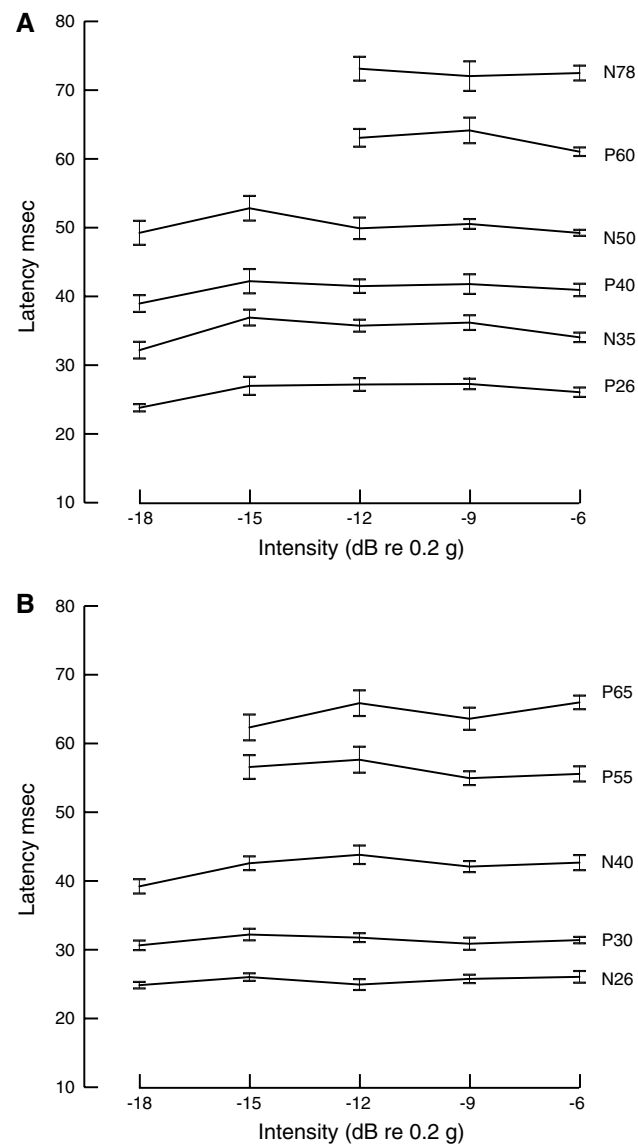 A
80
70
60
50
40
30
20
10
Latency msec
N78
P60
N50
P40
N35
P26
-18 -15 -12 -9 -6
Intensity (dB re 0.2 g)
B
80
70
60
50
40
30
20
10
Latency msec
P65
P55
N40
P30
N26
-18 -15 -12 -9 -6
Intensity (dB re 0.2 g)